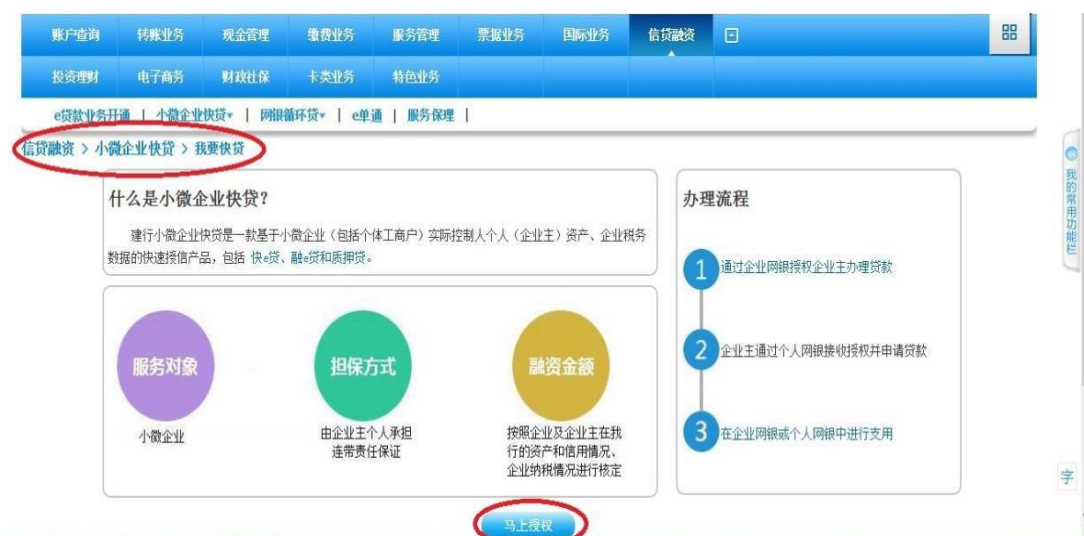 账户查询 转账业务 现金管理 缴费业务 服务管理 票据业务 国际业务 信贷融资
投资理财 电子商务 财政社保 卡类业务 特色业务
e贷款业务开通 | 小微企业快贷 | 网银循环贷 | e单通 | 服务保理 |
信贷融资 > 小微企业快贷 > 我要快贷
什么是小微企业快贷?
建行小微企业快贷是一款基于小微企业（包括个体工商户）实际控制人个人（企业主）资产、企业税务
数据的快速授信产品，包括 快e贷、融e贷和质押贷。
服务对象
小微企业
担保方式
由企业主个人承担
连带责任保证
融资金额
按照企业及企业主在我
行的资产和信用情况、
企业纳税情况进行核定
办理流程
1 通过企业网银授权企业主办理贷款
2 企业主通过个人网银接收授权并申请贷款
3 在企业网银或个人网银中进行支用
马上授权
我的常用功能栏
字